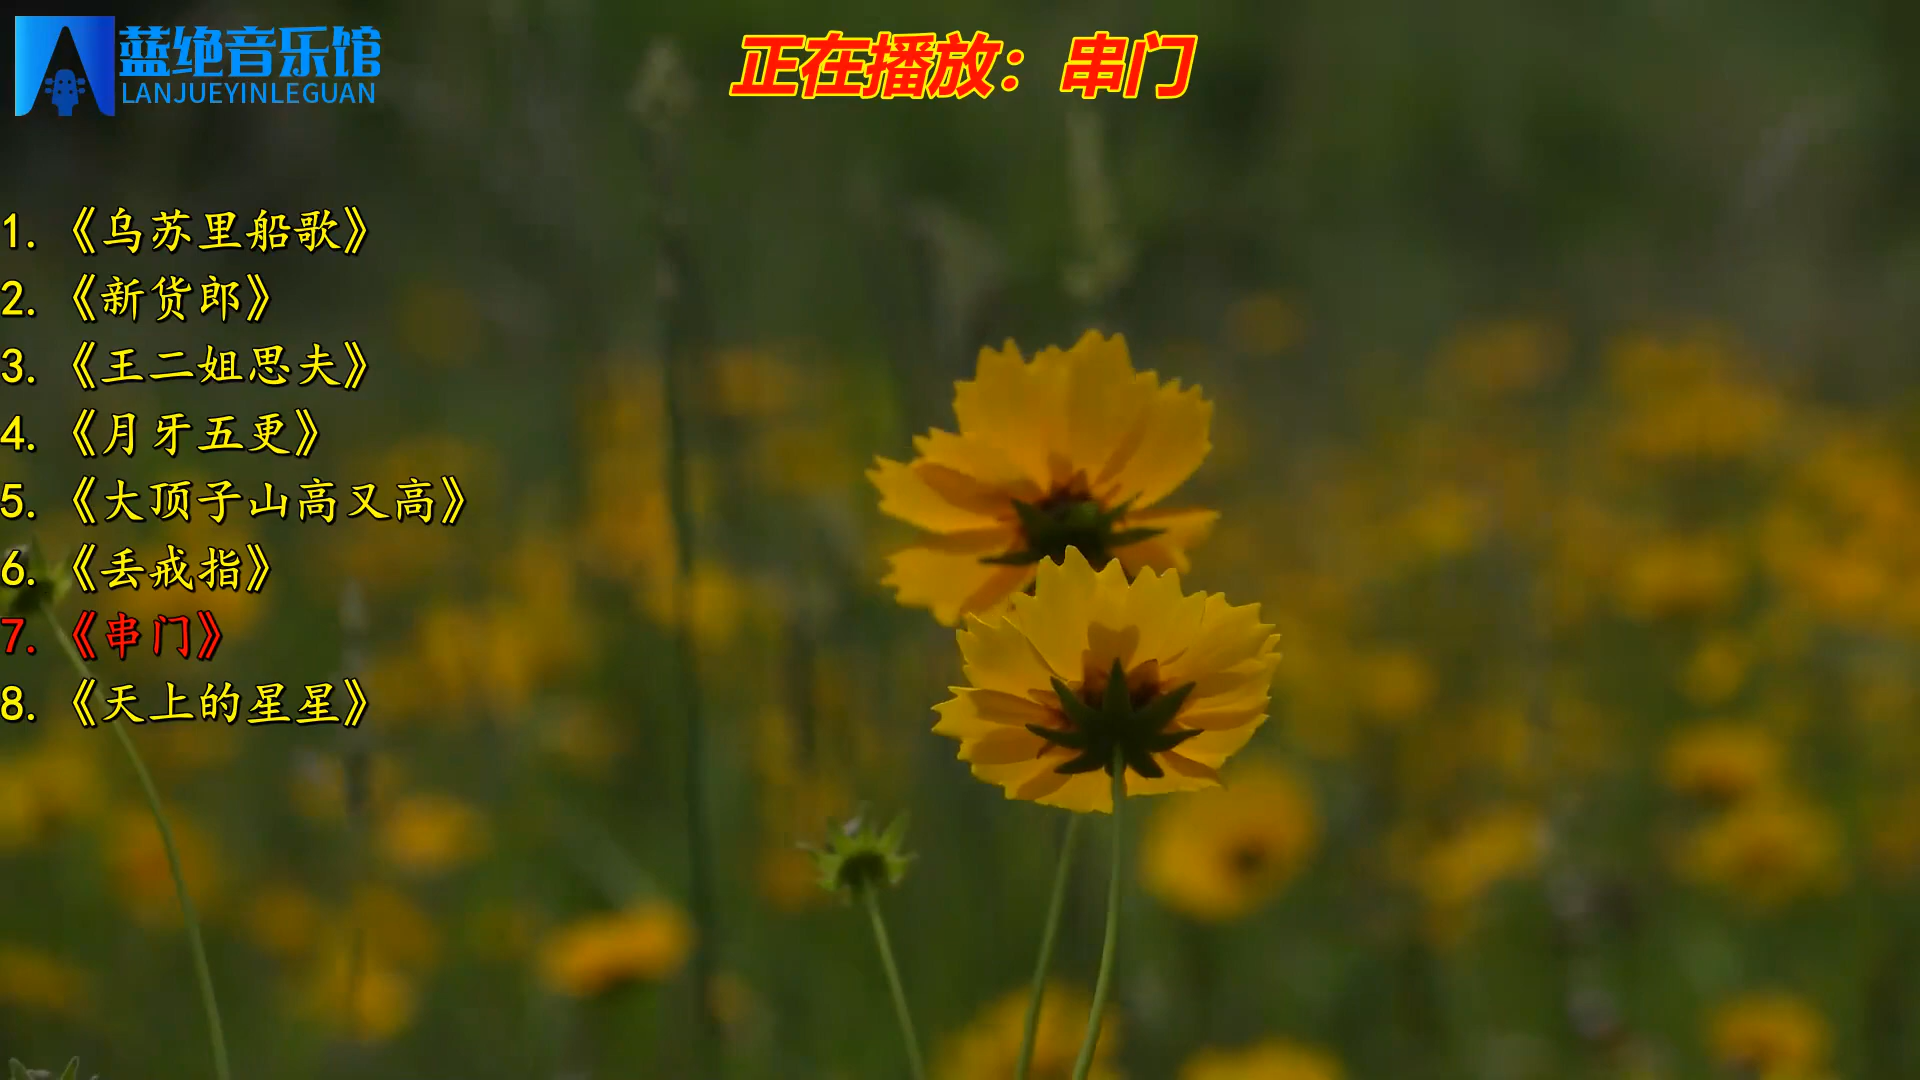 蓝绝音乐馆
LANJUEYINLEGUAN
正在播放：串门
1.《乌苏里船歌》
2.《新货郎》
3.《王二姐思夫》
4.《月牙五更》
5.《大顶子山高又高》
6.《丢戒指》
7.《串门》
8.《天上的星星》